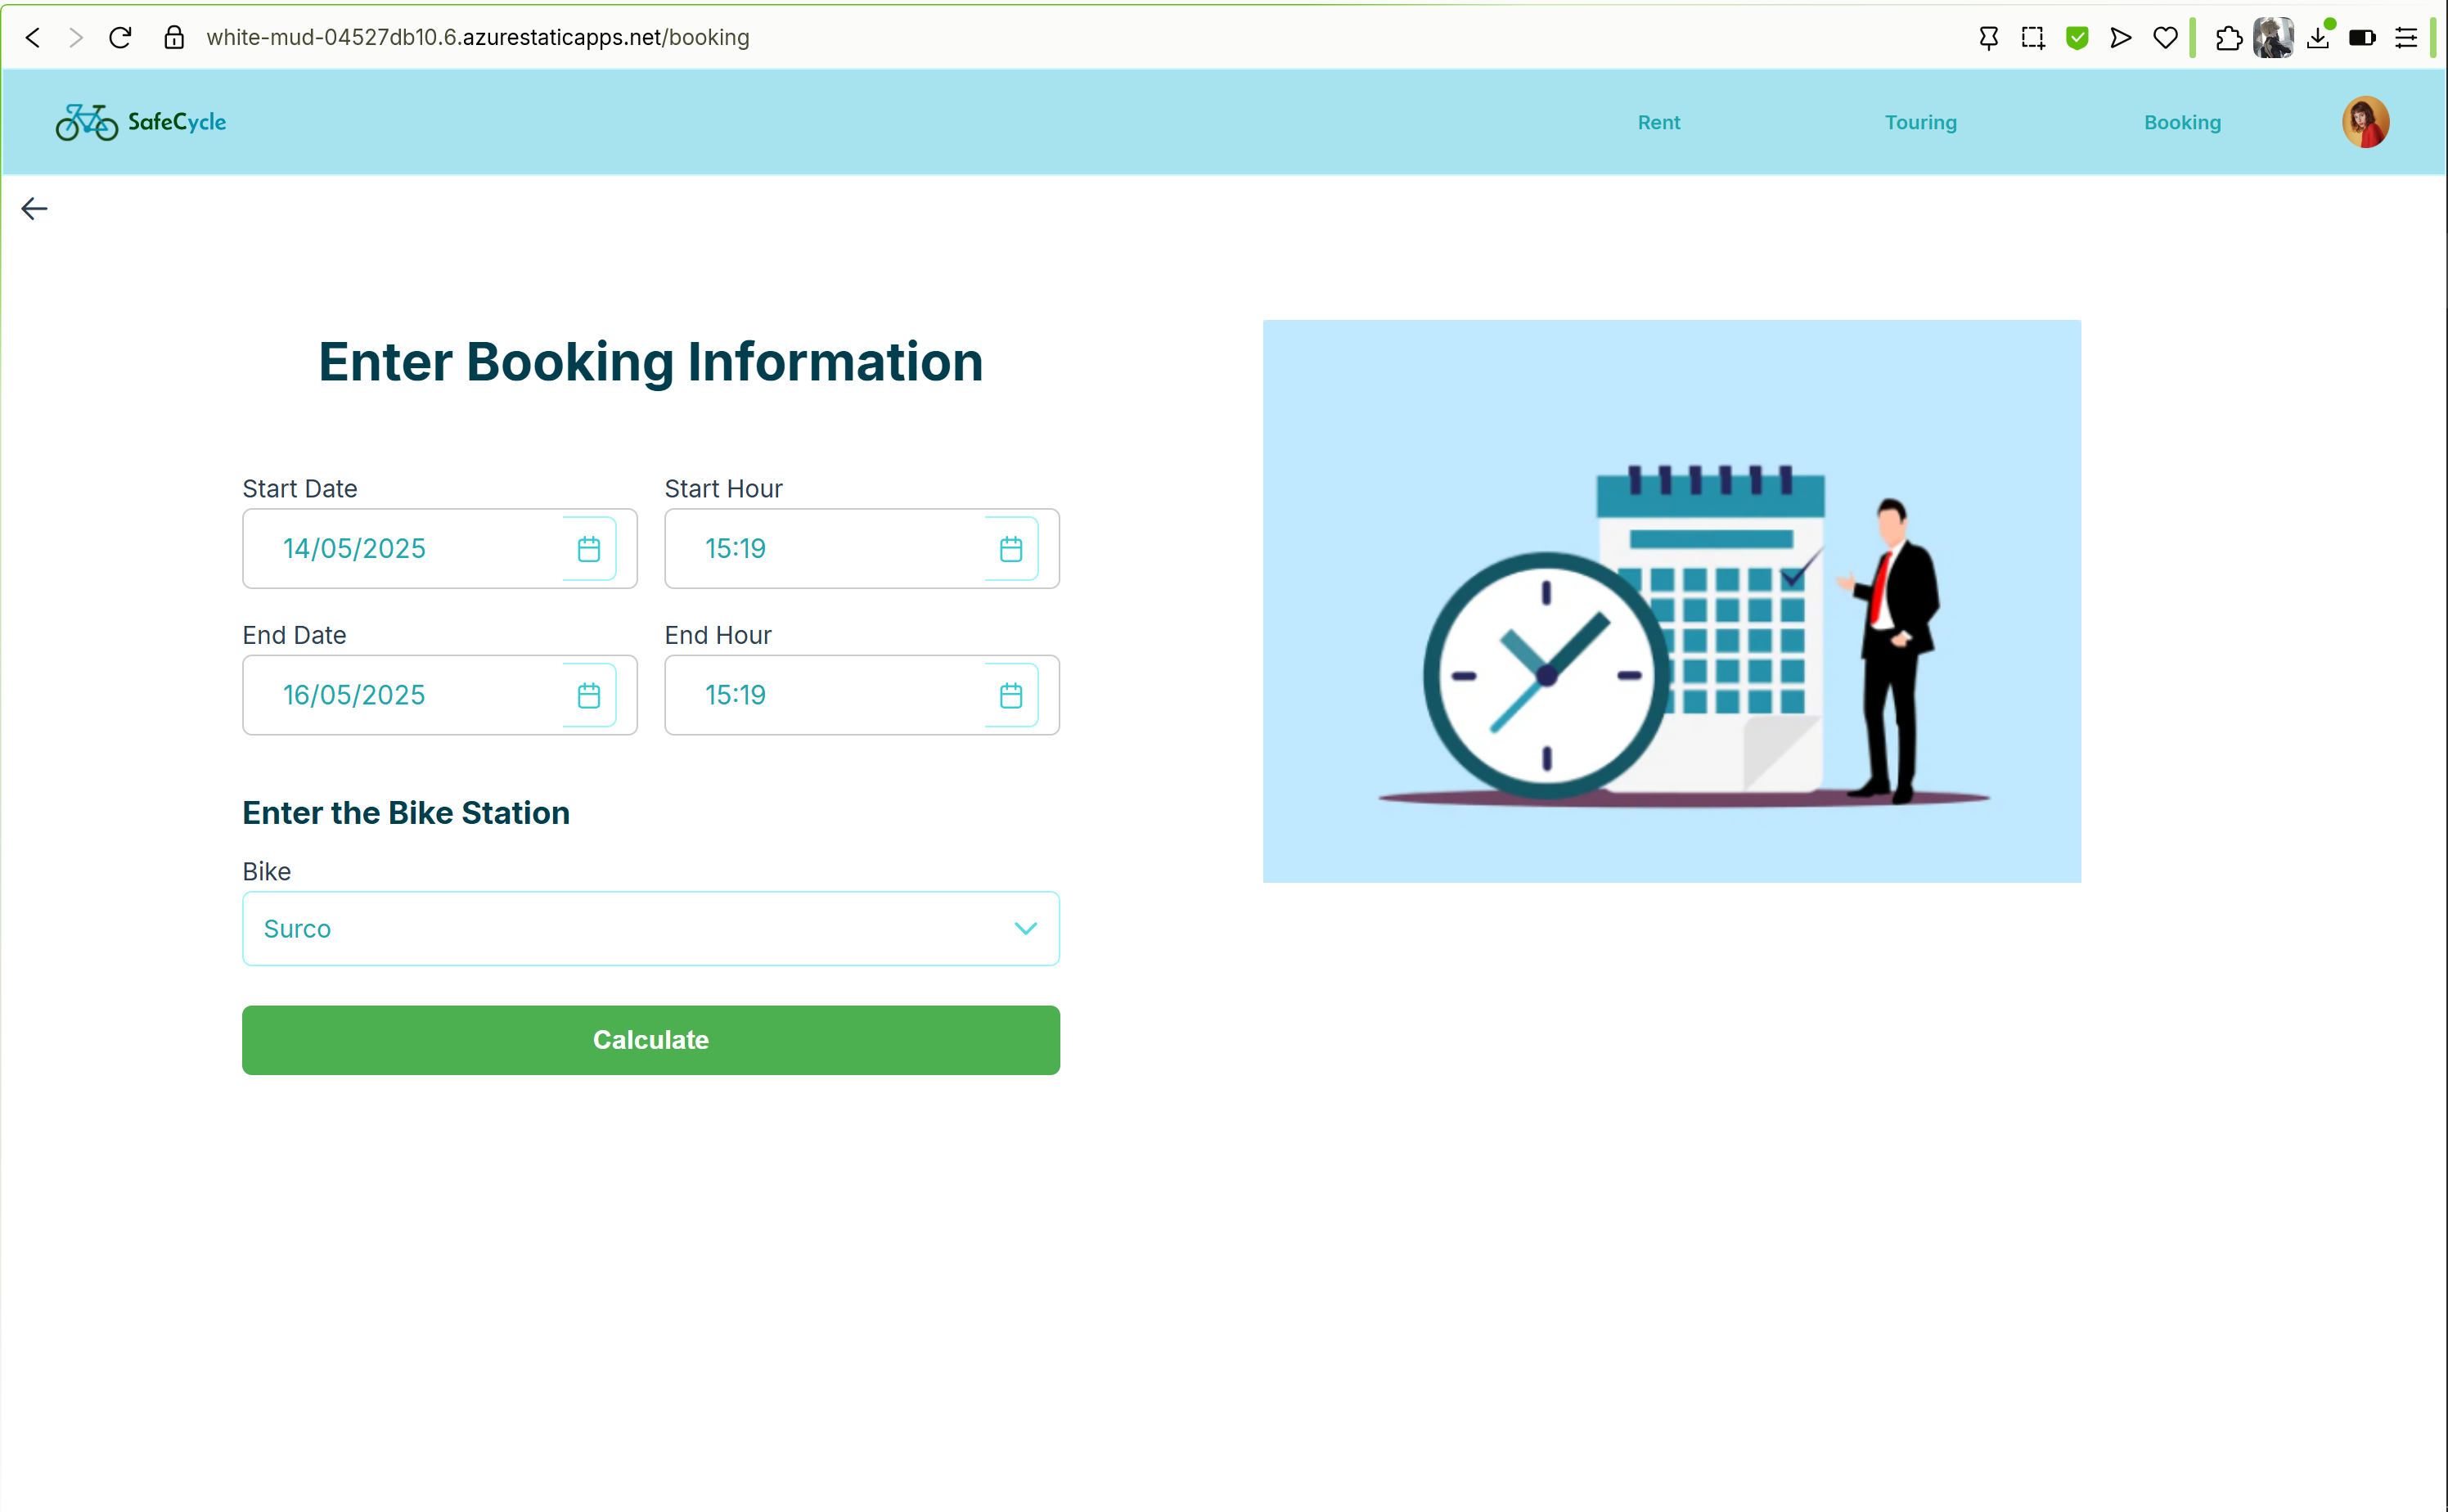 white-mud-04527db10.6.azurestaticapps.net/booking
SafeCycle
Rent
Touring
Booking
Enter Booking Information
Start Date
Start Hour
14/05/2025
15:19
End Date
End Hour
16/05/2025
15:19
Enter the Bike Station
Bike
Surco
Calculate